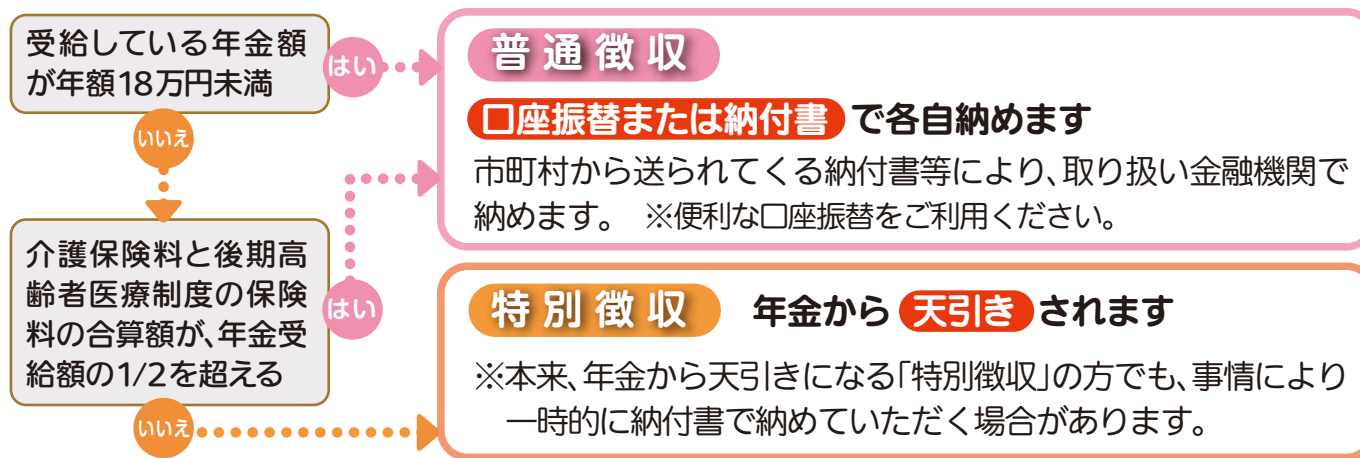 受給している年金額
が年額18万円未満
はい
普通徴収
口座振替または納付書 で各自納めます
市町村から送られてくる納付書等により、取り扱い金融機関で
納めます。 ※便利な口座振替をご利用ください。
いいえ
介護保険料と後期高
齢者医療制度の保険
料の合算額が、年金受
給額の1/2を超える
はい
特別徴収 年金から 天引き されます
※本来、年金から天引きになる「特別徴収」の方でも、事情により
一時的に納付書で納めていただく場合があります。
いいえ